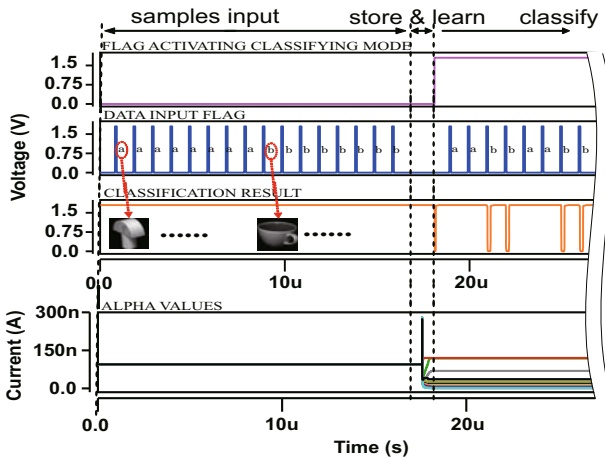 samples input store & learn classify
FLAG ACTIVATING CLASSIFYING MODE
1.5
0.75
0.0
DATA INPUT FLAG
1.5
0.75
0.0
a a a a a a a a b b b b b b b b a a b b a a b b
Voltage (V)
CLASSIFICATION RESULT
1.5
0.75
0.0
...... ......
0.0 10u 20u
ALPHA VALUES
300n
150n
0.0
Current (A)
0.0 10u 20u
Time (s)